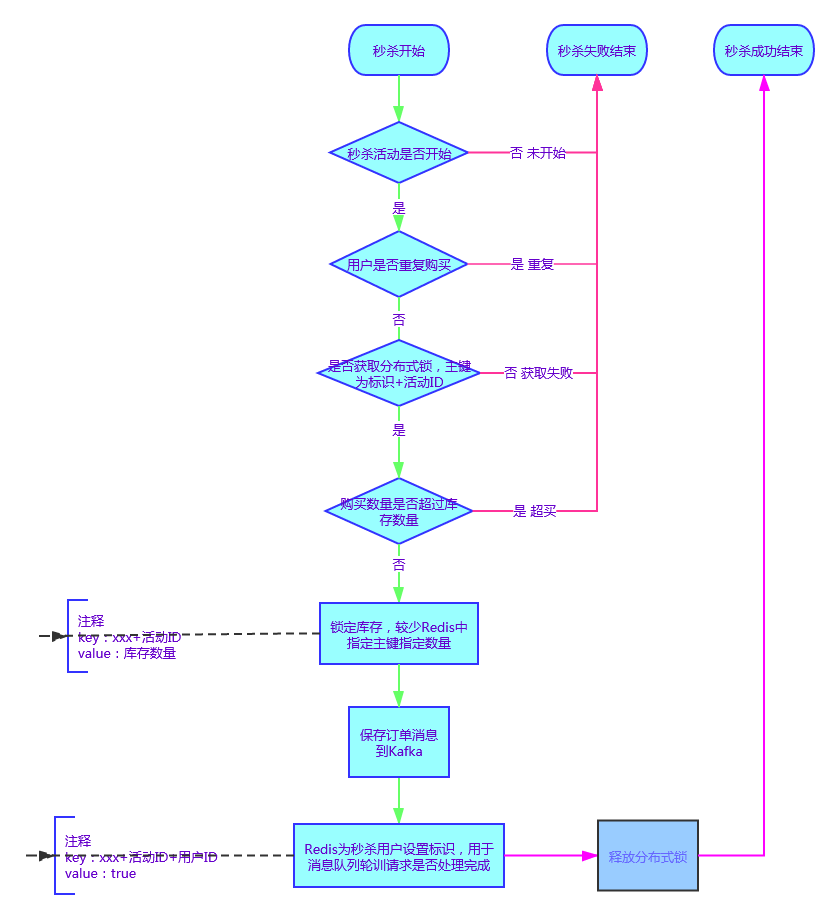 秒杀开始
秒杀失败结束
秒杀成功结束
秒杀活动是否开始
否 未开始
是
用户是否重复购买
是 重复
否
是否获取分布式锁，主键
为标识+活动ID
否 获取失败
是
购买数量是否超过库
存数量
是 超买
否
注释
key：xxx+活动ID
value：库存数量
锁定库存，较少Redis中
指定主键指定数量
保存订单消息
到Kafka
注释
key：xxx+活动ID+用户ID
value：true
Redis为秒杀用户设置标识，用于
消息队列轮训请求是否处理完成
释放分布式锁